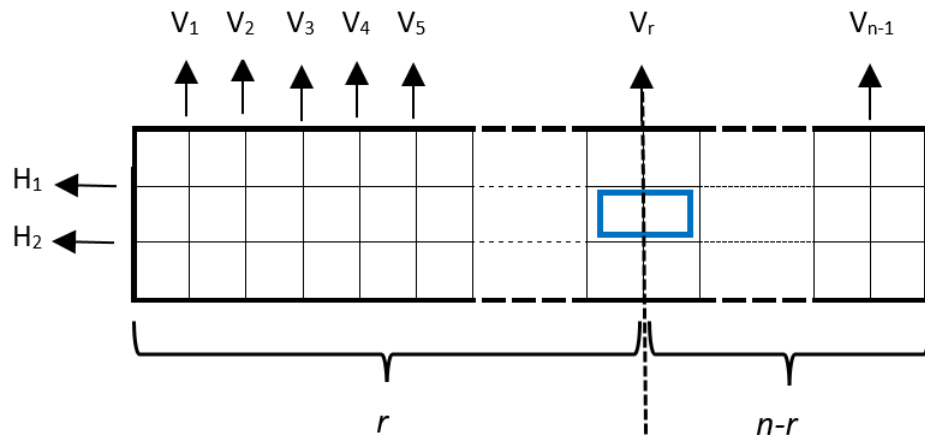 V₁ V₂ V₃ V₄ V₅ Vᵣ Vₙ₋₁
H₁
H₂
r n-r